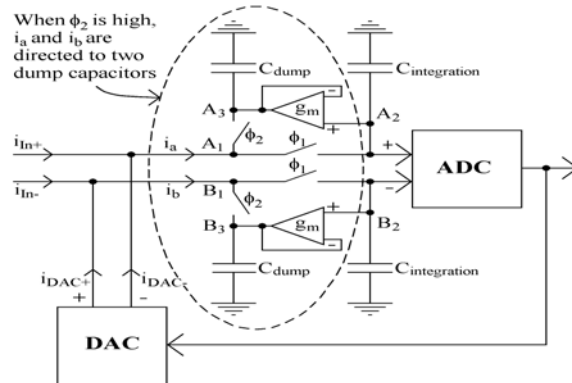 When ϕ2 is high,
ia and ib are
directed to two
dump capacitors
Cdump
Cintegration
gm
-
+
A3
A2
ϕ2
ϕ1
iIn+
ia
A1
+
ADC
iIn-
ib
B1
ϕ1
-
ϕ2
B3
gm
+
-
B2
Cdump
Cintegration
iDAC+
iDAC-
+
-
DAC